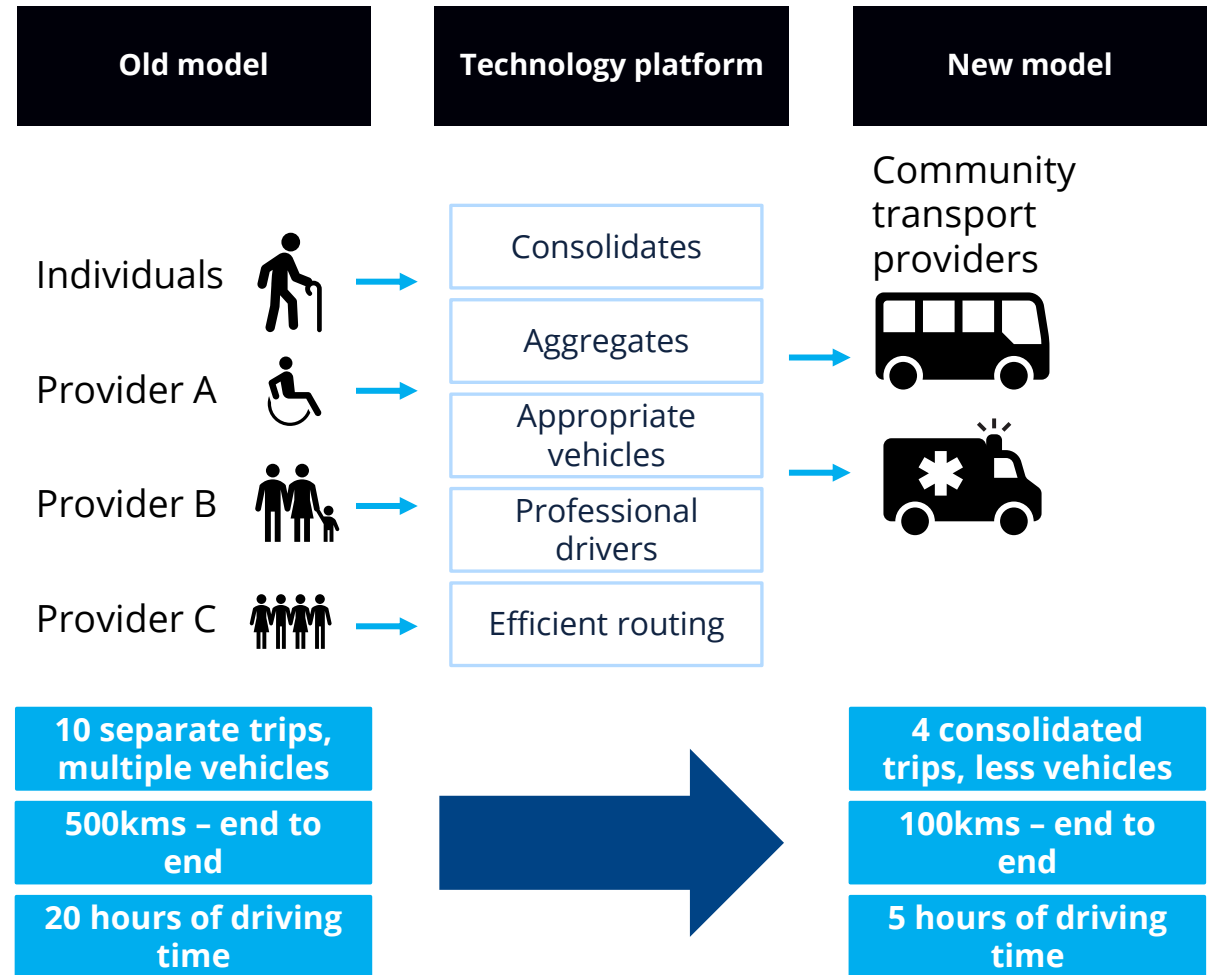 Old model
Technology platform
New model
Individuals
Provider A
Provider B
Provider C
Consolidates
Aggregates
Appropriate
vehicles
Professional
drivers
Efficient routing
Community
transport
providers
10 separate trips,
multiple vehicles
500kms – end to
end
20 hours of driving
time
4 consolidated
trips, less vehicles
100kms – end to
end
5 hours of driving
time